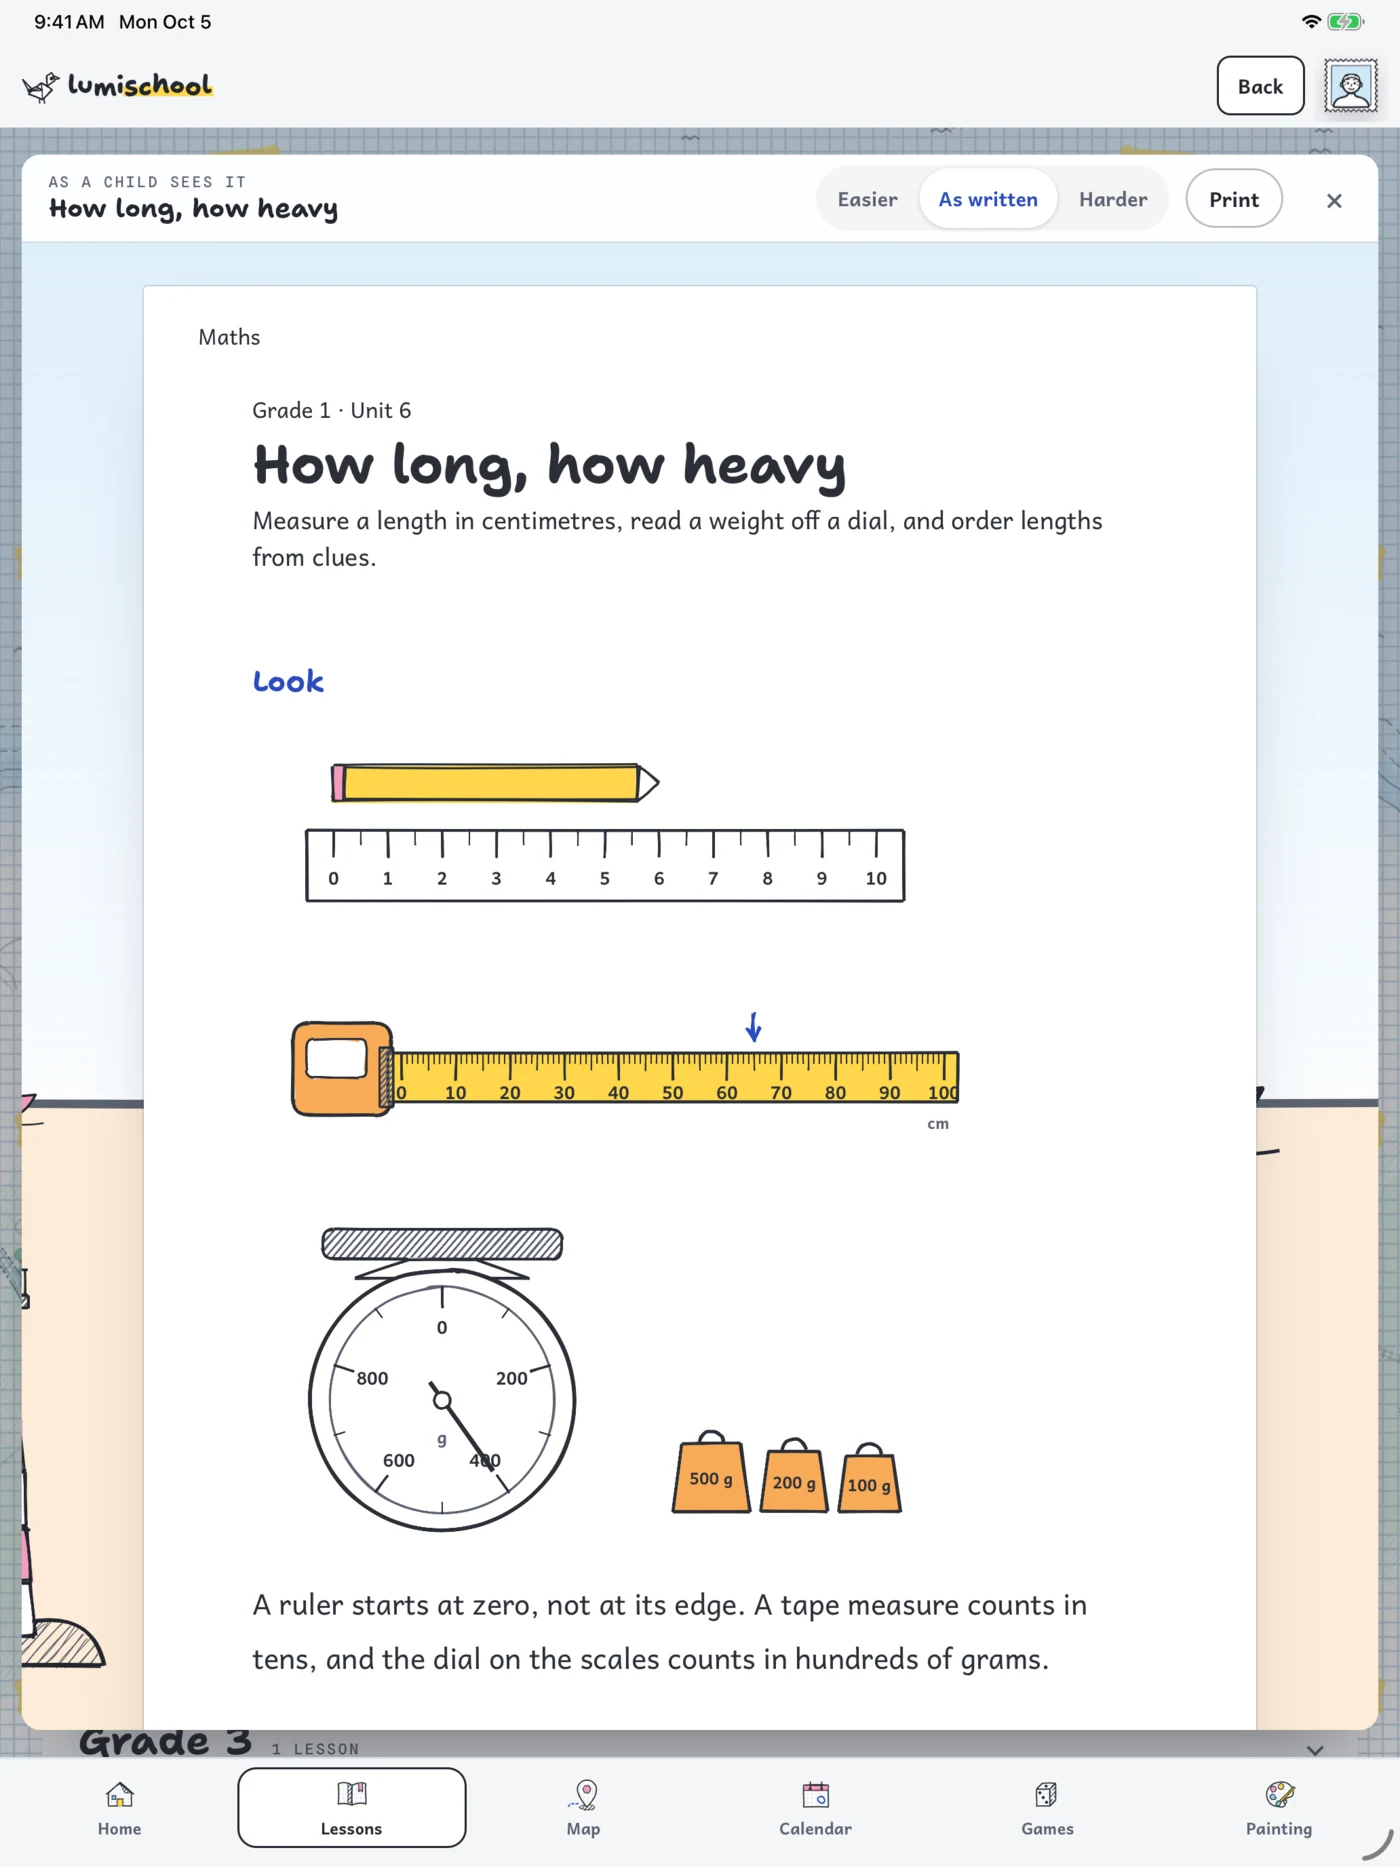 9:41 AM Mon Oct 5
lumischool
Back
AS A CHILD SEES IT
How long, how heavy
Easier
As written
Harder
Print
Maths
Grade 1 · Unit 6
How long, how heavy
Measure a length in centimetres, read a weight off a dial, and order lengths
from clues.
Look
0 1 2 3 4 5 6 7 8 9 10
0 10 20 30 40 50 60 70 80 90 100
cm
0
800 200
g
600 400
500 g 200 g 100 g
A ruler starts at zero, not at its edge. A tape measure counts in
tens, and the dial on the scales counts in hundreds of grams.
Grade 3 1 LESSON
Home
Lessons
Map
Calendar
Games
Painting